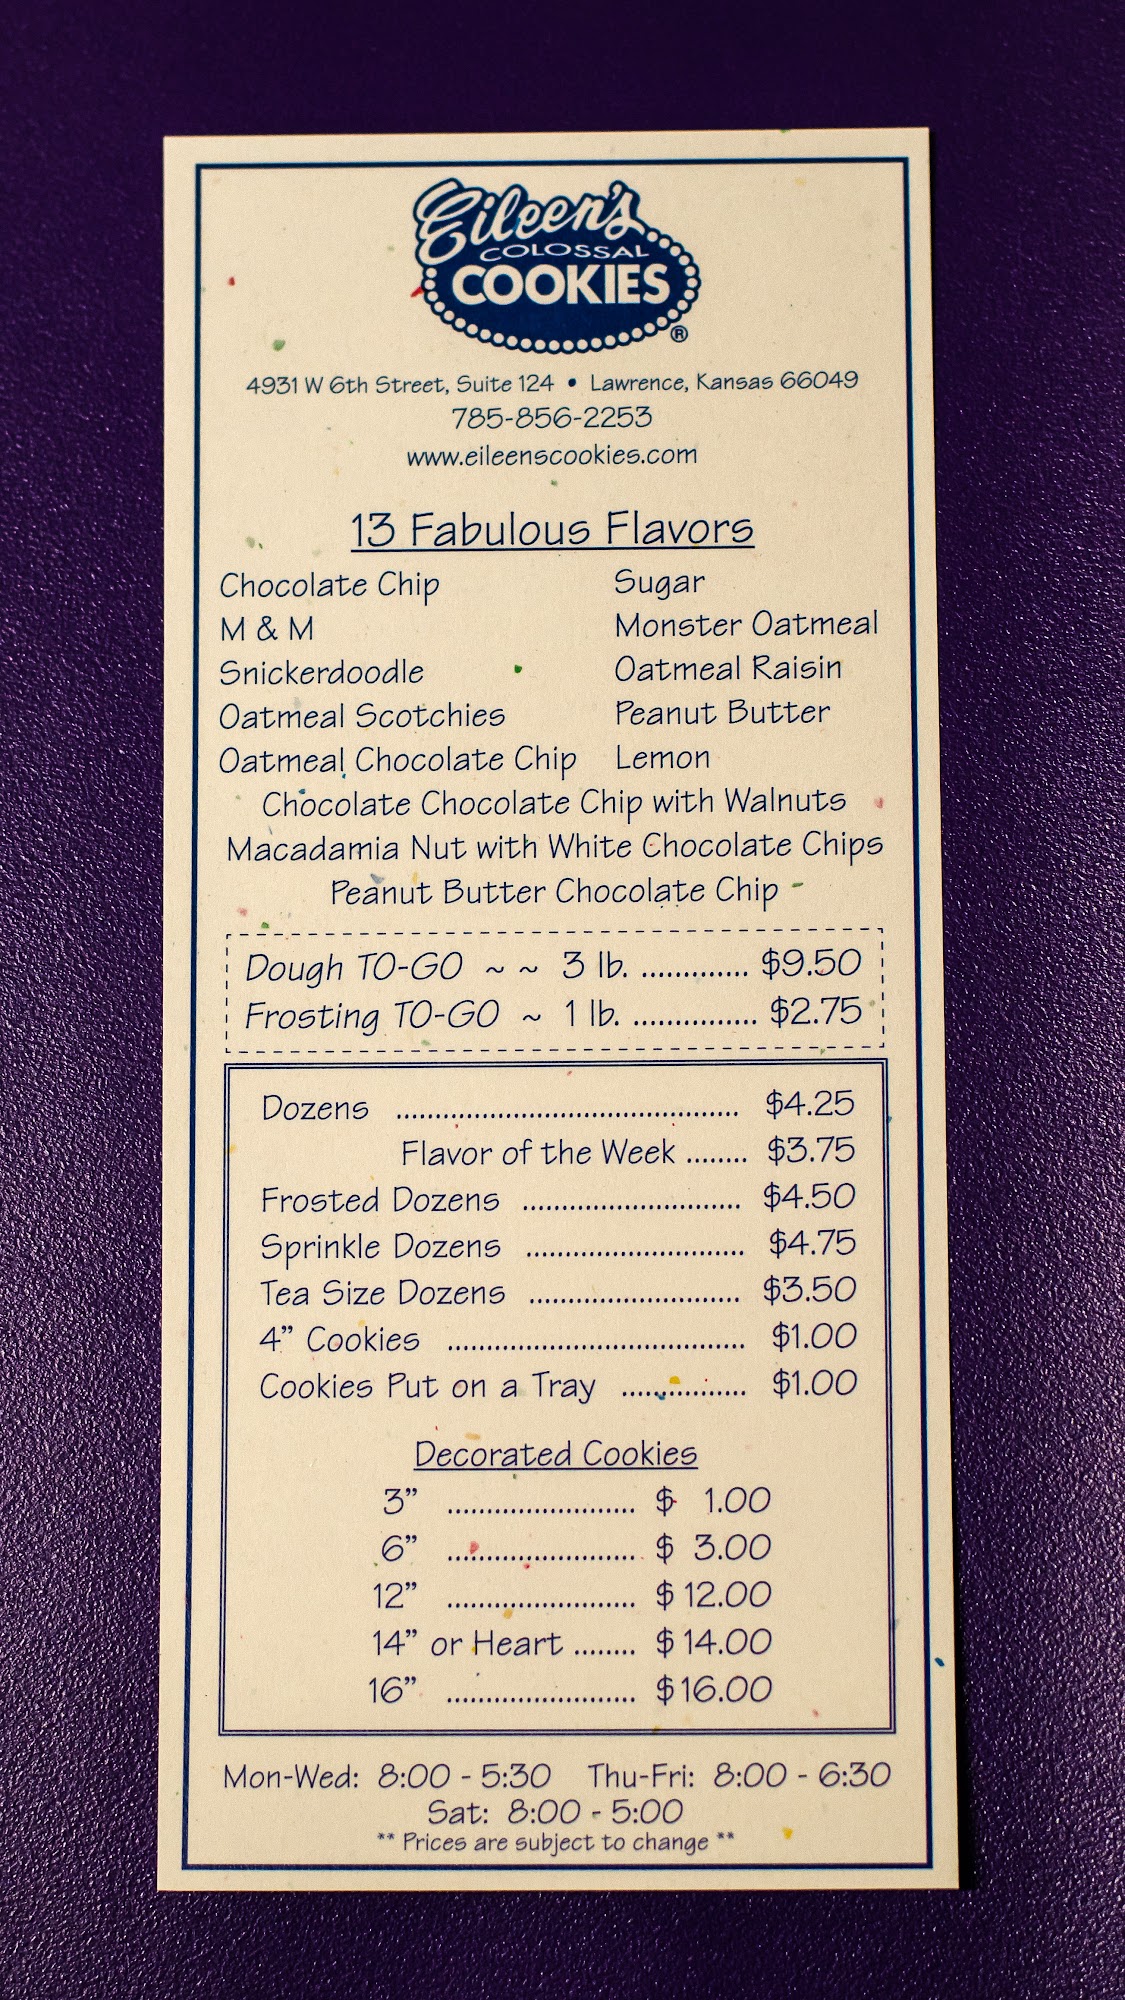 Eileen's
COLOSSAL
COOKIES
®
4931 W 6th Street, Suite 124 • Lawrence, Kansas 66049
785-856-2253
www.eileenscookies.com
13 Fabulous Flavors
Chocolate Chip Sugar
M & M Monster Oatmeal
Snickerdoodle Oatmeal Raisin
Oatmeal Scotchies Peanut Butter
Oatmeal Chocolate Chip Lemon
Chocolate Chocolate Chip with Walnuts
Macadamia Nut with White Chocolate Chips
Peanut Butter Chocolate Chip
Dough TO-GO ~ ~ 3 lb. ............. $9.50
Frosting TO-GO ~ 1 lb. ................ $2.75
Dozens ............................................ $4.25
Flavor of the Week ........ $3.75
Frosted Dozens ............................ $4.50
Sprinkle Dozens ............................ $4.75
Tea Size Dozens ........................... $3.50
4” Cookies ...................................... $1.00
Cookies Put on a Tray ................ $1.00
Decorated Cookies
3” ........................ $ 1.00
6” ........................ $ 3.00
12” ........................ $ 12.00
14” or Heart ........ $ 14.00
16” ........................ $16.00
Mon-Wed: 8:00 - 5:30 Thu-Fri: 8:00 - 6:30
Sat: 8:00 - 5:00
** Prices are subject to change **